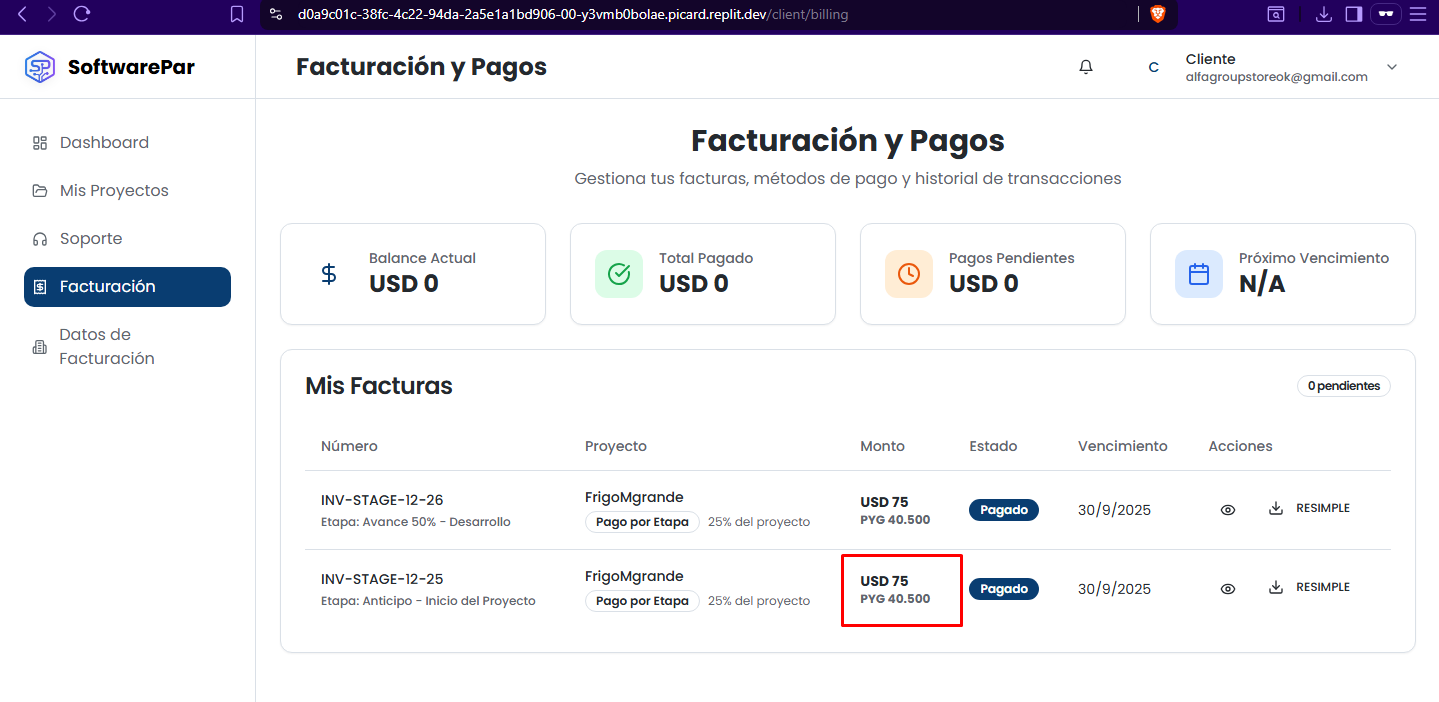 d0a9c01c-38fc-4c22-94da-2a5e1a1bd906-00-y3vmb0bolae.picard.replit.dev/client/billing
SoftwarePar
Facturación y Pagos
C
Cliente
alfagroupstoreok@gmail.com
Dashboard
Mis Proyectos
Soporte
Facturación
Datos de
Facturación
Facturación y Pagos
Gestiona tus facturas, métodos de pago y historial de transacciones
Balance Actual
USD 0
Total Pagado
USD 0
Pagos Pendientes
USD 0
Próximo Vencimiento
N/A
Mis Facturas
0 pendientes
Número Proyecto Monto Estado Vencimiento Acciones
INV-STAGE-12-26
Etapa: Avance 50% - Desarrollo
FrigoMgrande
Pago por Etapa 25% del proyecto
USD 75
PYG 40.500
Pagado
30/9/2025
RESIMPLE
INV-STAGE-12-25
Etapa: Anticipo - Inicio del Proyecto
FrigoMgrande
Pago por Etapa 25% del proyecto
USD 75
PYG 40.500
Pagado
30/9/2025
RESIMPLE